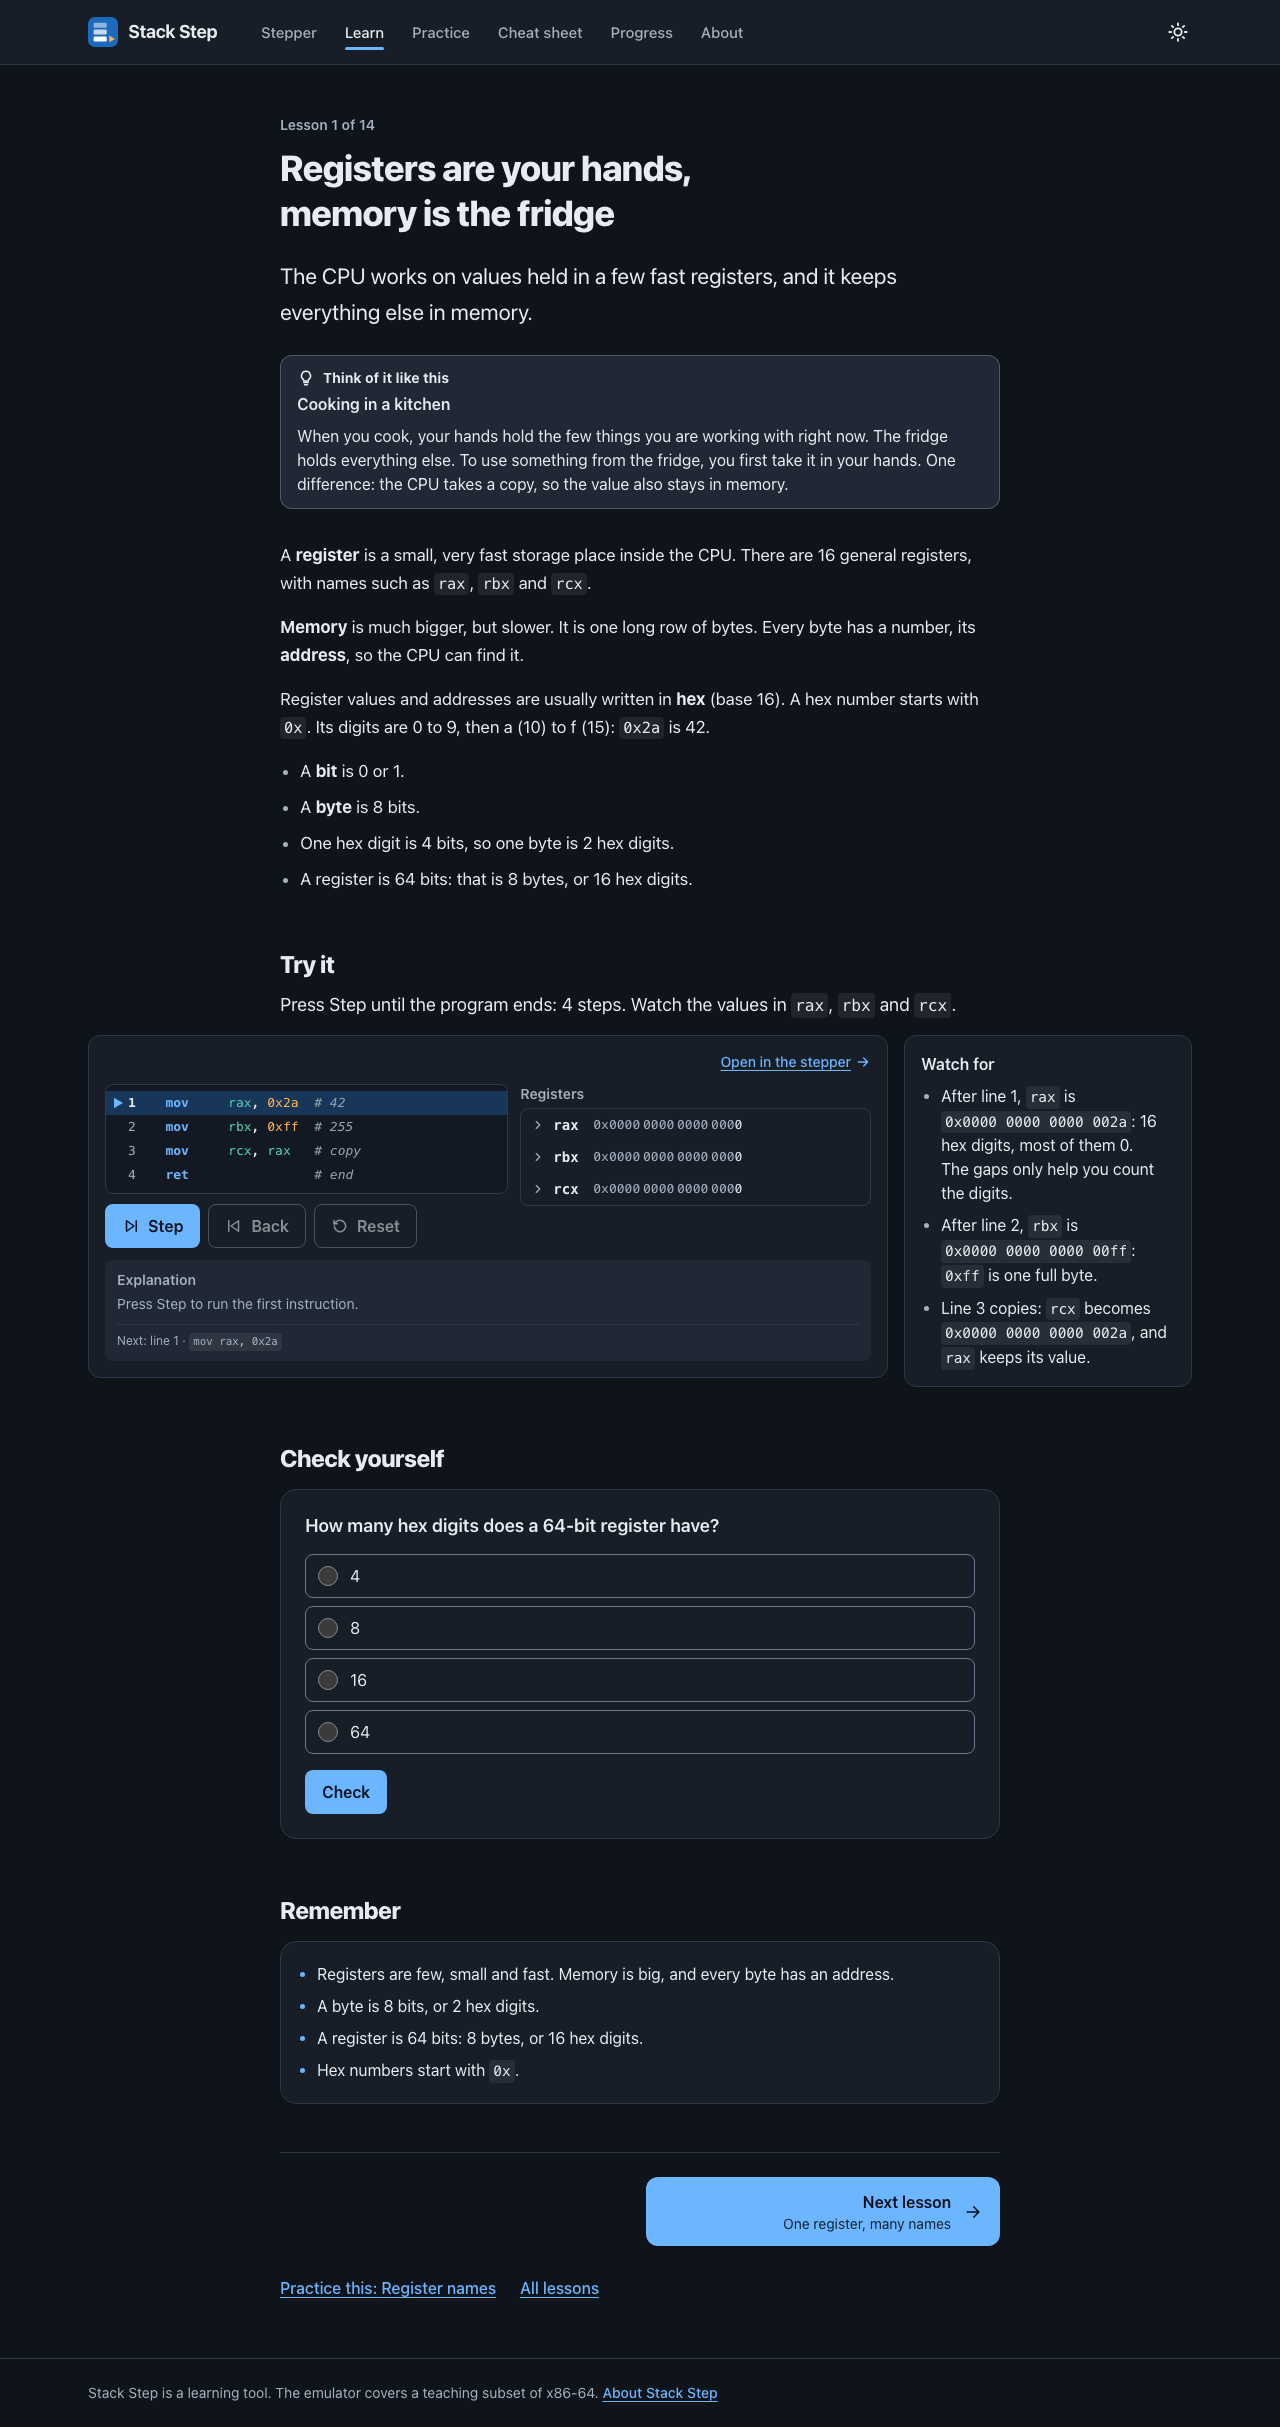 Stack Step
Stepper
Learn
Practice
Cheat sheet
Progress
About
Lesson 1 of 14
Registers are your hands,
memory is the fridge
The CPU works on values held in a few fast registers, and it keeps
everything else in memory.
Think of it like this
Cooking in a kitchen
When you cook, your hands hold the few things you are working with right now. The fridge
holds everything else. To use something from the fridge, you first take it in your hands. One
difference: the CPU takes a copy, so the value also stays in memory.
A register is a small, very fast storage place inside the CPU. There are 16 general registers,
with names such as rax, rbx and rcx.
Memory is much bigger, but slower. It is one long row of bytes. Every byte has a number, its
address, so the CPU can find it.
Register values and addresses are usually written in hex (base 16). A hex number starts with
0x. Its digits are 0 to 9, then a (10) to f (15): 0x2a is 42.
• A bit is 0 or 1.
• A byte is 8 bits.
• One hex digit is 4 bits, so one byte is 2 hex digits.
• A register is 64 bits: that is 8 bytes, or 16 hex digits.
Try it
Press Step until the program ends: 4 steps. Watch the values in rax, rbx and rcx.
Open in the stepper →
1 mov rax, 0x2a # 42
2 mov rbx, 0xff # 255
3 mov rcx, rax # copy
4 ret # end
Step
Back
Reset
Registers
rax 0x0000 0000 0000 0000
rbx 0x0000 0000 0000 0000
rcx 0x0000 0000 0000 0000
Explanation
Press Step to run the first instruction.
Next: line 1 · mov rax, 0x2a
Watch for
• After line 1, rax is
0x0000 0000 0000 002a: 16
hex digits, most of them 0.
The gaps only help you count
the digits.
• After line 2, rbx is
0x0000 0000 0000 00ff:
0xff is one full byte.
• Line 3 copies: rcx becomes
0x0000 0000 0000 002a, and
rax keeps its value.
Check yourself
How many hex digits does a 64-bit register have?
4
8
16
64
Check
Remember
• Registers are few, small and fast. Memory is big, and every byte has an address.
• A byte is 8 bits, or 2 hex digits.
• A register is 64 bits: 8 bytes, or 16 hex digits.
• Hex numbers start with 0x.
Next lesson
One register, many names
→
Practice this: Register names
All lessons
Stack Step is a learning tool. The emulator covers a teaching subset of x86-64. About Stack Step